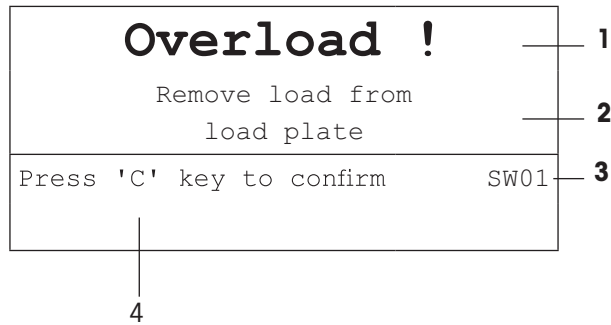 Overload !
1
Remove load from
2
load plate
Press 'C' key to confirm SW01 3
4